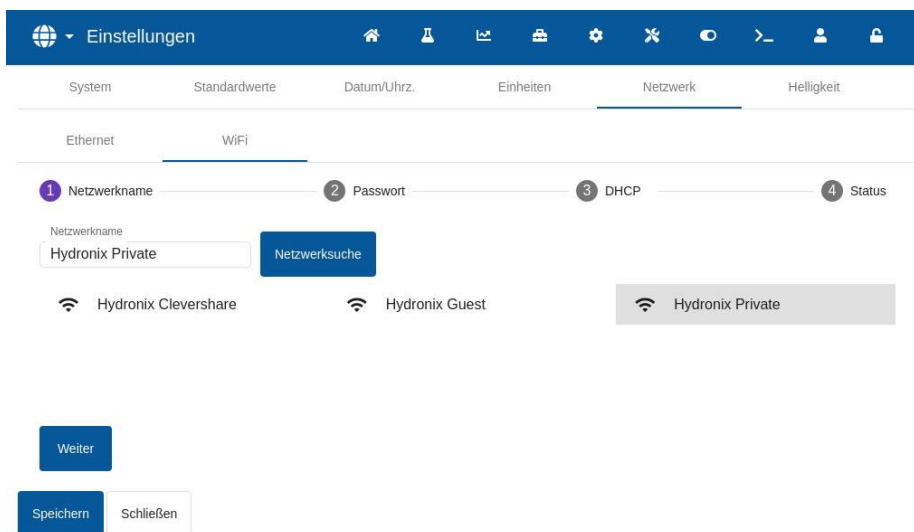 Einstellungen
System Standardwerte Datum/Uhrz. Einheiten Netzwerk Helligkeit
Ethernet WiFi
1 Netzwerkname 2 Passwort 3 DHCP 4 Status
Netzwerkname
Hydronix Private Netzwerksuche
Hydronix Clevershare Hydronix Guest Hydronix Private
Weiter
Speichern Schließen